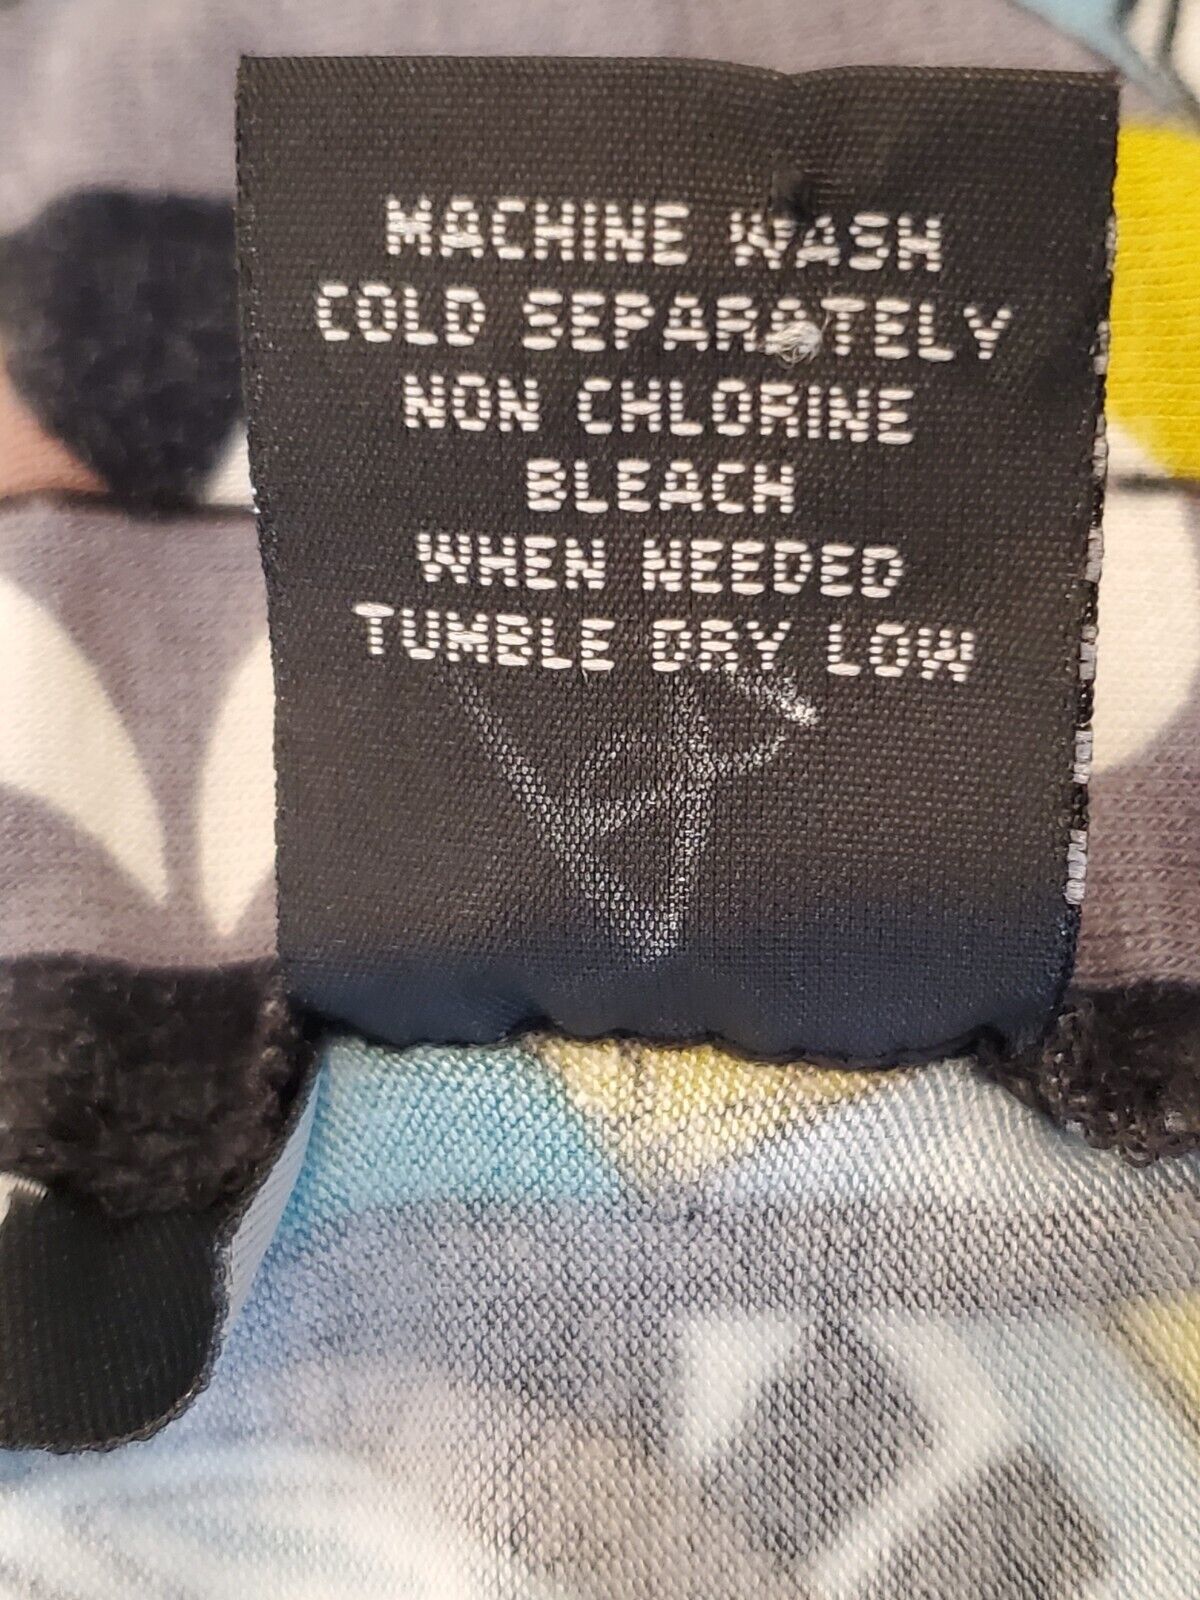 MACHINE WASH
COLD SEPARATELY
NON CHLORINE
BLEACH
WHEN NEEDED
TUMBLE DRY LOW